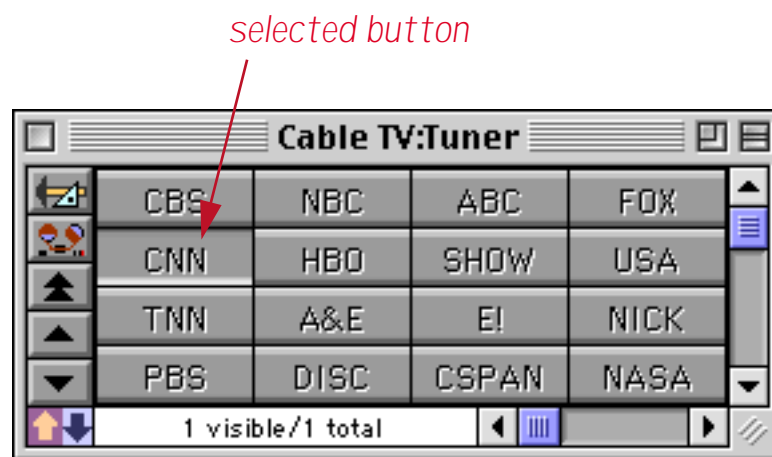 selected button
Cable TV:Tuner
CBS NBC ABC FOX
CNN HBO SHOW USA
TNN A&E E! NICK
PBS DISC CSPAN NASA
1 visible/1 total